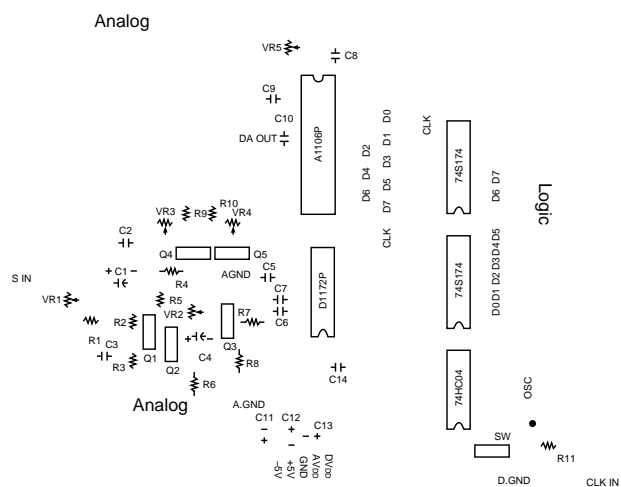 Analog
VR5
C8
C9
C10
DA OUT
A1106P
D0
D1
D2
D3
D4
D5
D6
D7
CLK
CLK
74S174
D7
D6
Logic
R10
VR3
R9
VR4
C2
Q4
Q5
S IN
+ C1 −
R4
AGND
C5
D1172P
74S174
D5
D4
D3
D2
D1
D0
VR1
R5
VR2
C7
C6
R2
R7
R1
C3
Q1
+ −
Q3
R3
Q2
C4
R8
R6
C14
74HC04
OSC
Analog
A.GND
C11
C12
C13
− + − +
+ −
−5V
+5V
GND
AVDD
DVDD
SW
R11
D.GND
CLK IN